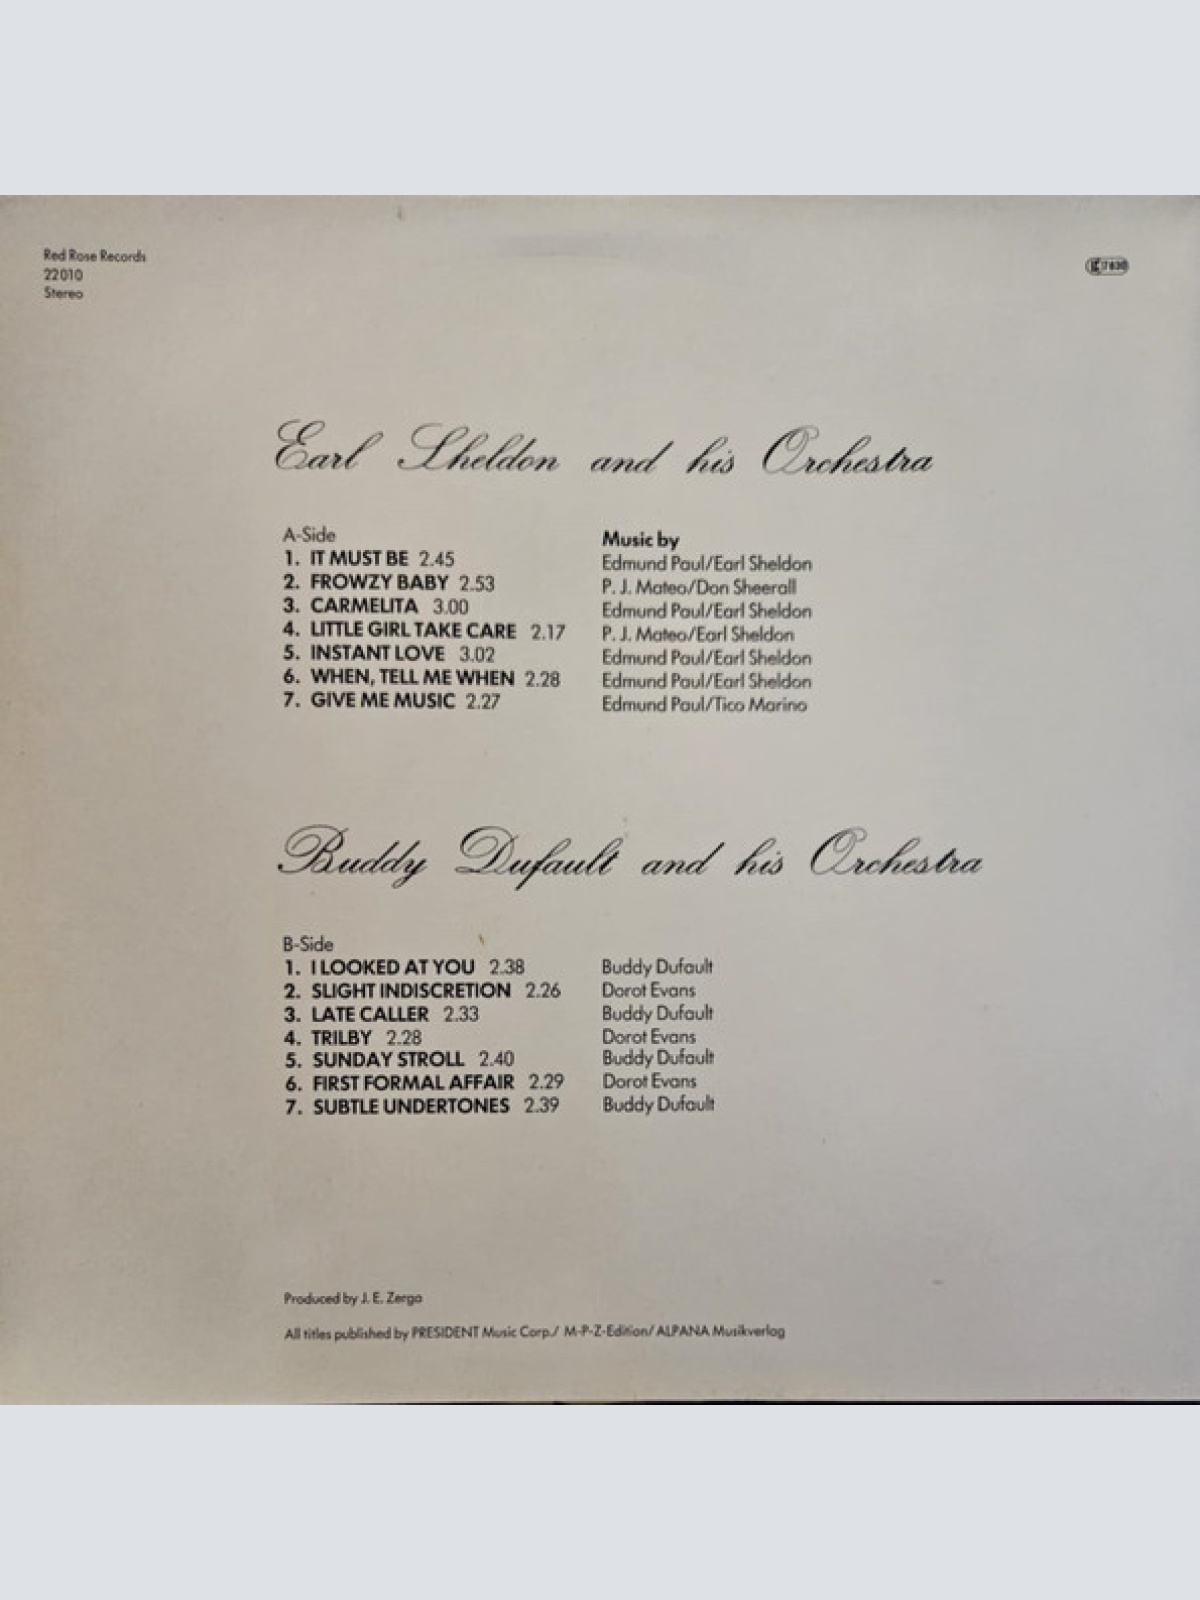 Red Rose Records
22010
Stereo
Earl Sheldon and his Orchestra
A-Side
Music by
1. IT MUST BE 2.45 Edmund Paul/Earl Sheldon
2. FROWZY BABY 2.53 P. J. Mateo/Don Sheerall
3. CARMELITA 3.00 Edmund Paul/Earl Sheldon
4. LITTLE GIRL TAKE CARE 2.17 P. J. Mateo/Earl Sheldon
5. INSTANT LOVE 3.02 Edmund Paul/Earl Sheldon
6. WHEN, TELL ME WHEN 2.28 Edmund Paul/Earl Sheldon
7. GIVE ME MUSIC 2.27 Edmund Paul/Tico Marino
Buddy Dufault and his Orchestra
B-Side
1. I LOOKED AT YOU 2.38 Buddy Dufault
2. SLIGHT INDISCRETION 2.26 Dorot Evans
3. LATE CALLER 2.33 Buddy Dufault
4. TRILBY 2.28 Dorot Evans
5. SUNDAY STROLL 2.40 Buddy Dufault
6. FIRST FORMAL AFFAIR 2.29 Dorot Evans
7. SUBTLE UNDERTONES 2.39 Buddy Dufault
Produced by J. E. Zerga
All titles published by PRESIDENT Music Corp./ M-P-Z-Edition/ ALPANA Musikverlag